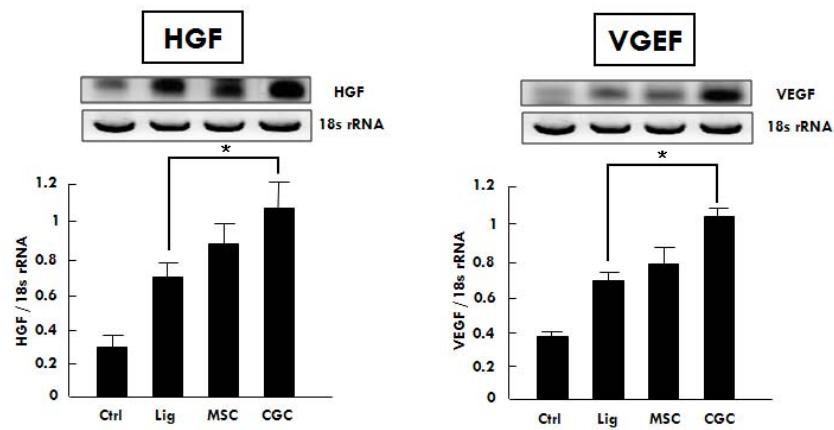 HGF
HGF
18s rRNA
*
1.2
1
0.8
0.6
0.4
0.2
0
HGF / 18s rRNA
Ctrl Lig MSC CGC
VGEF
VEGF
18s rRNA
*
1.2
1
0.8
0.6
0.4
0.2
0
VEGF / 18s rRNA
Ctrl Lig MSC CGC